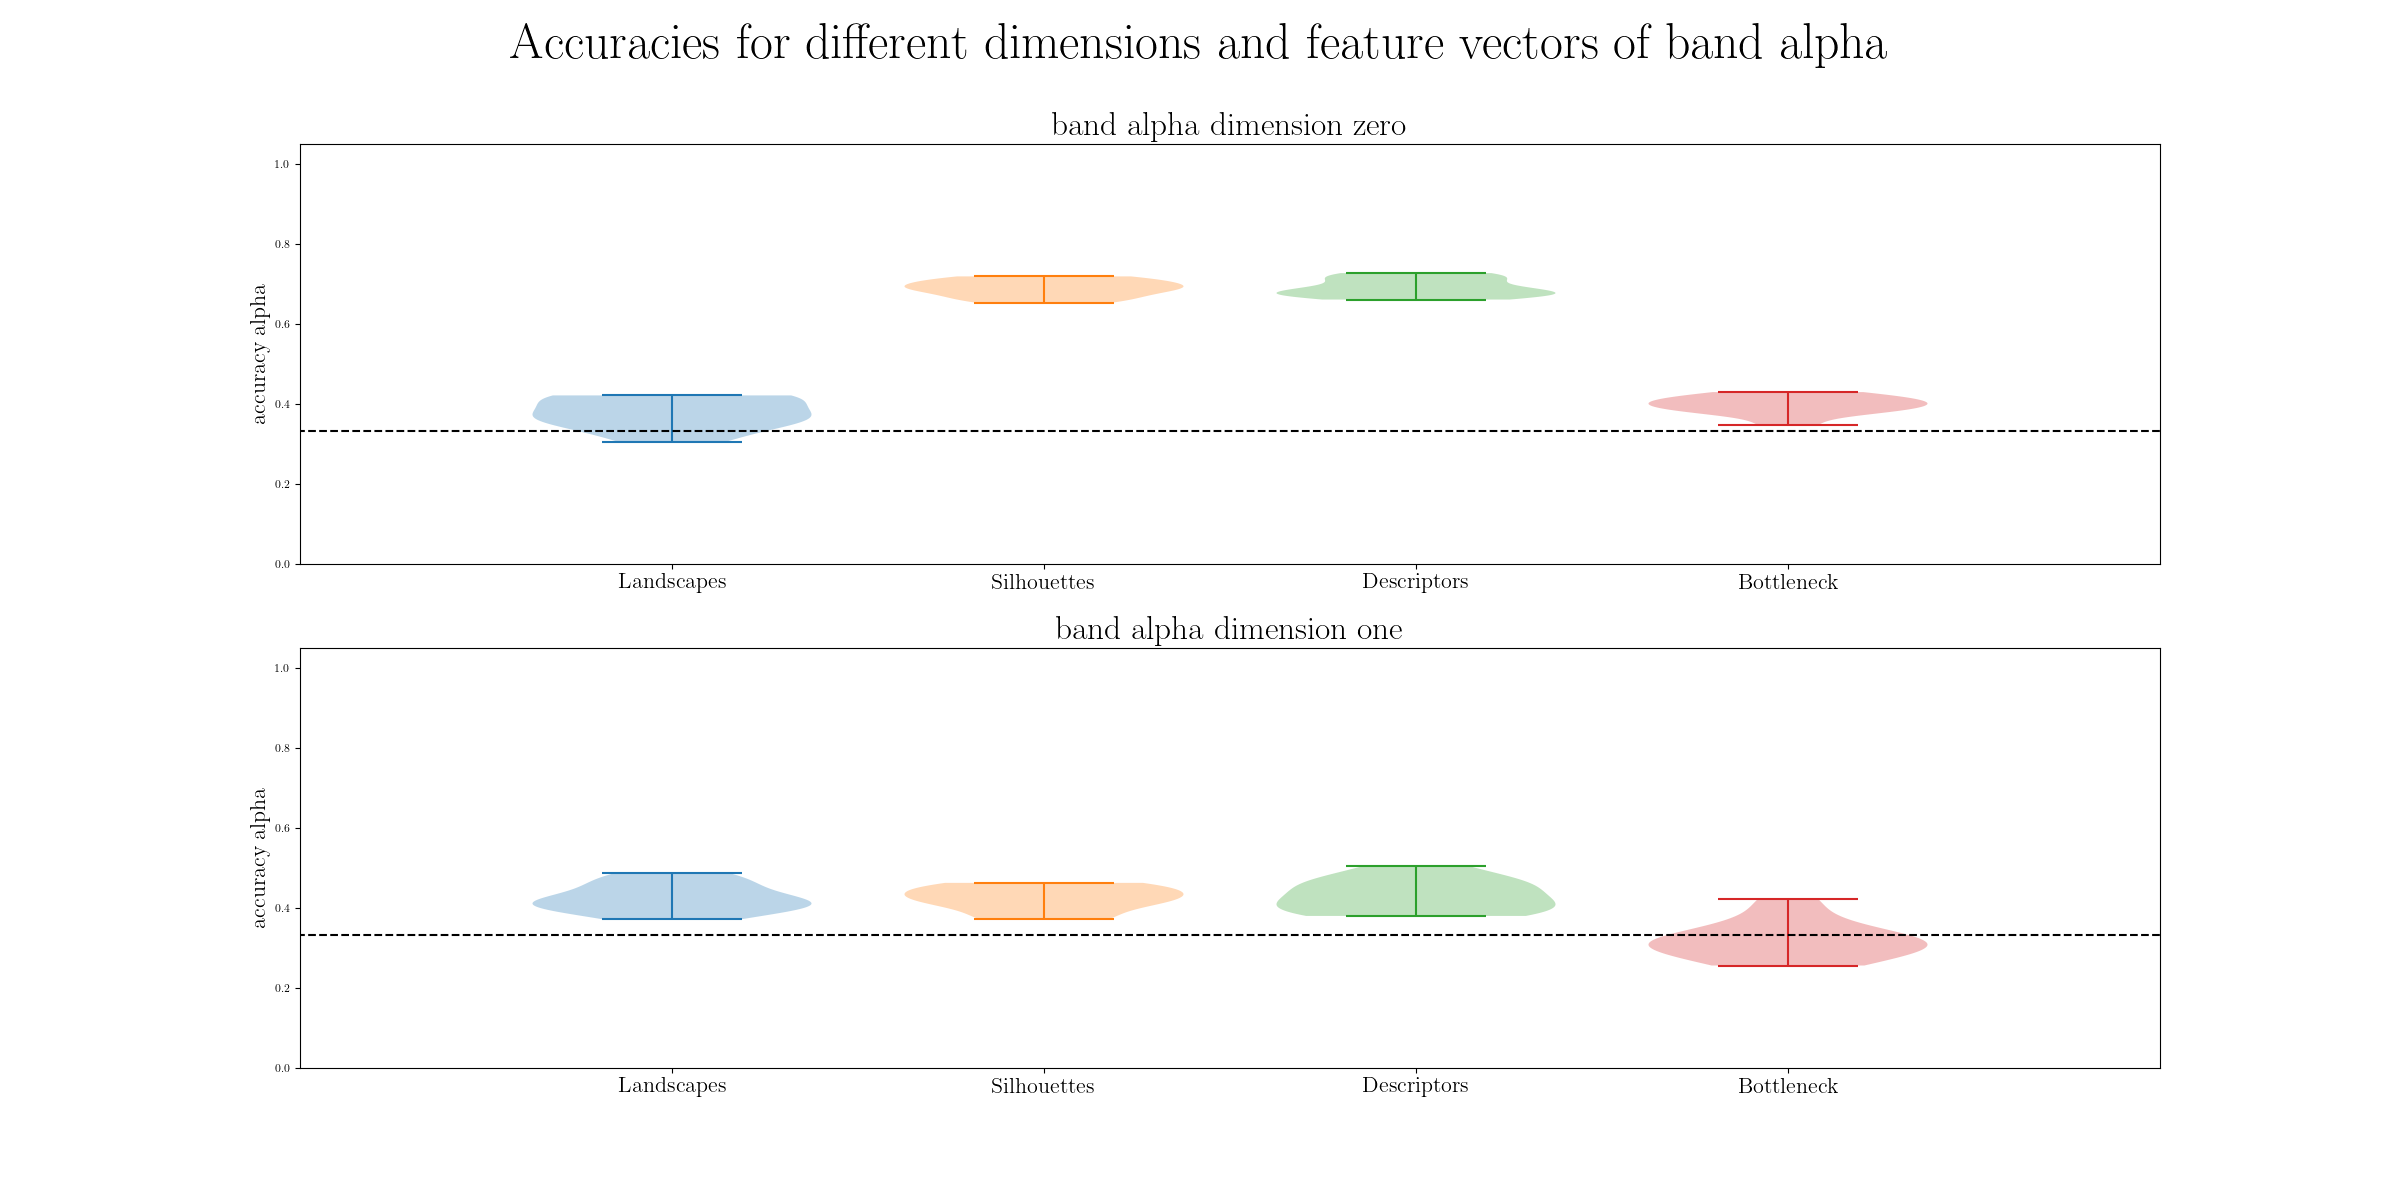 Accuracies for different dimensions and feature vectors of band alpha
band alpha dimension zero
accuracy alpha
1.0
0.8
0.6
0.4
0.2
0.0
Landscapes Silhouettes Descriptors Bottleneck
band alpha dimension one
accuracy alpha
1.0
0.8
0.6
0.4
0.2
0.0
Landscapes Silhouettes Descriptors Bottleneck